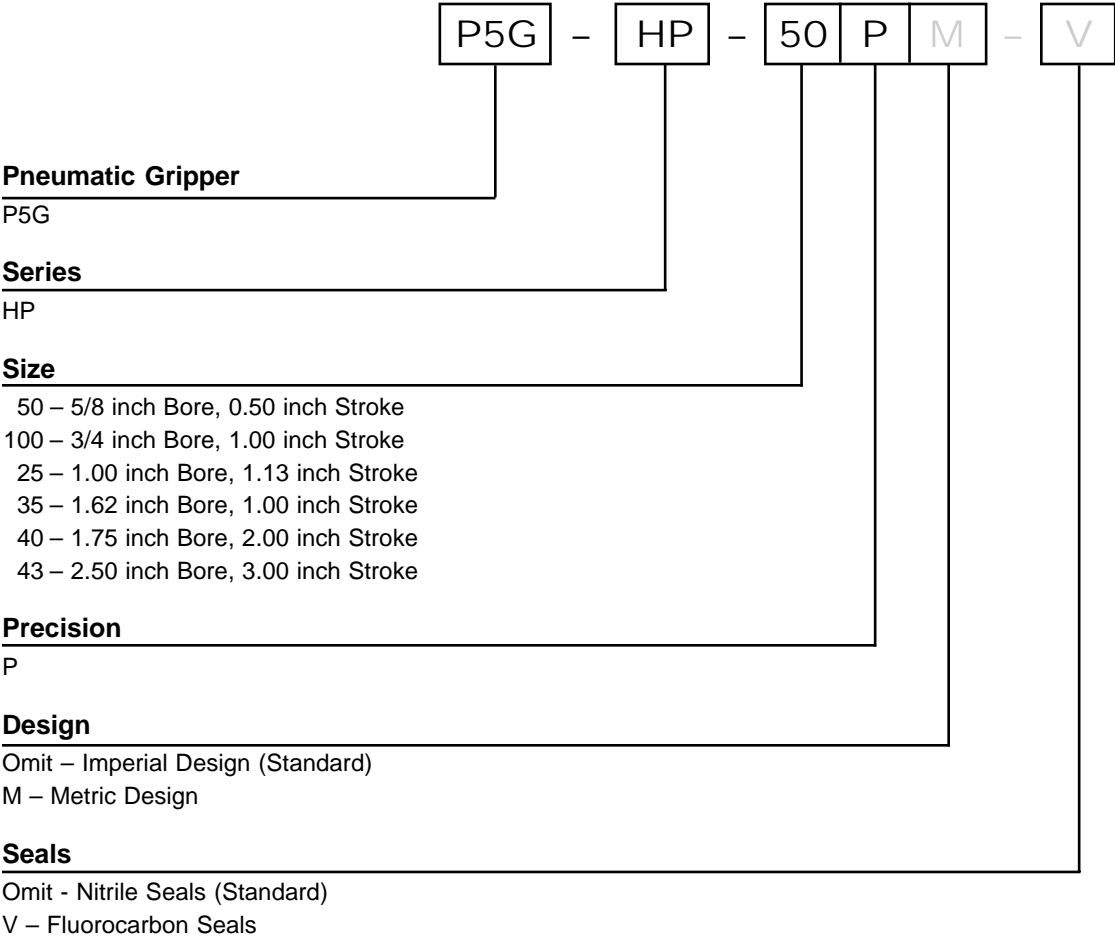 P5G – HP – 50 P M – V
Pneumatic Gripper
P5G
Series
HP
Size
50 – 5/8 inch Bore, 0.50 inch Stroke
100 – 3/4 inch Bore, 1.00 inch Stroke
25 – 1.00 inch Bore, 1.13 inch Stroke
35 – 1.62 inch Bore, 1.00 inch Stroke
40 – 1.75 inch Bore, 2.00 inch Stroke
43 – 2.50 inch Bore, 3.00 inch Stroke
Precision
P
Design
Omit – Imperial Design (Standard)
M – Metric Design
Seals
Omit - Nitrile Seals (Standard)
V – Fluorocarbon Seals